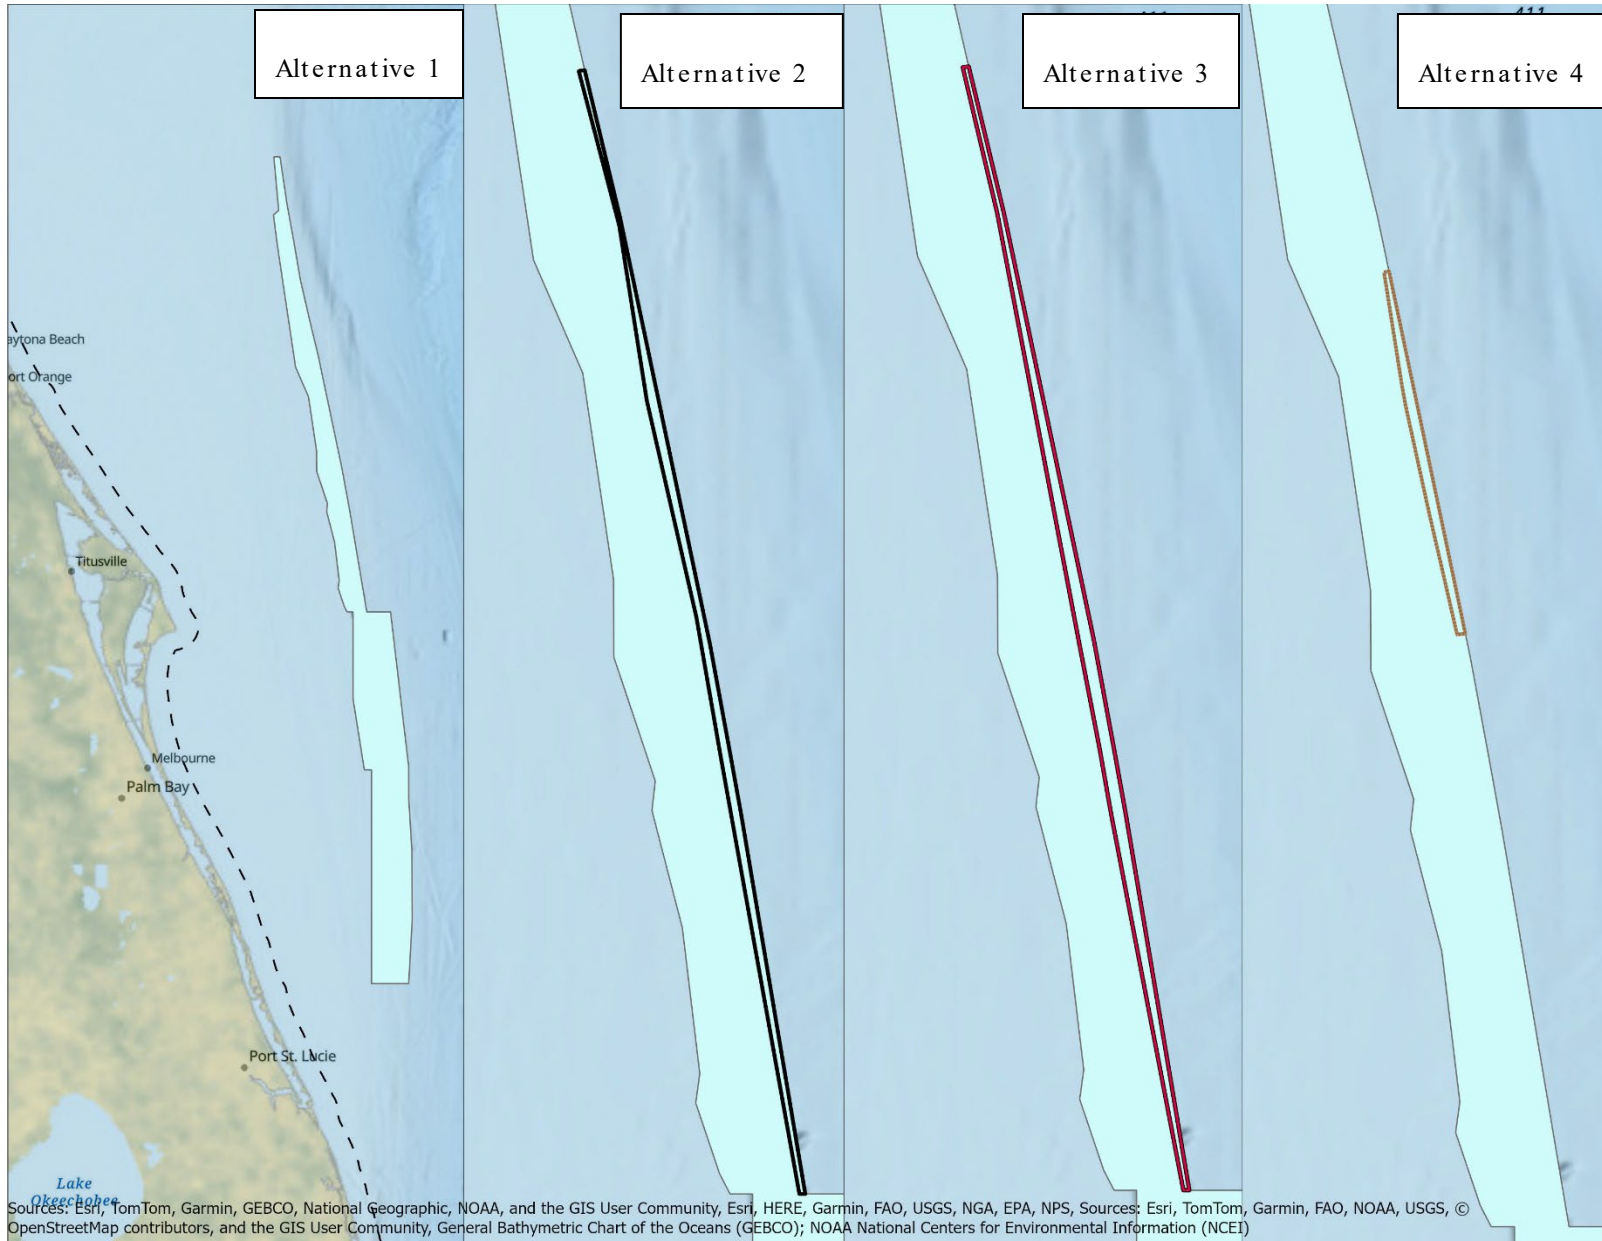 Alternative 1
Alternative 2
Alternative 3
Alternative 4
411
aytona Beach
ort Orange
Titusville
Melbourne
Palm Bay
Port St. Lucie
Lake
Okeechobee
Sources: Esri, TomTom, Garmin, GEBCO, National Geographic, NOAA, and the GIS User Community, Esri, HERE, Garmin, FAO, USGS, NGA, EPA, NPS, Sources: Esri, TomTom, Garmin, FAO, NOAA, USGS, ©
OpenStreetMap contributors, and the GIS User Community, General Bathymetric Chart of the Oceans (GEBCO); NOAA National Centers for Environmental Information (NCEI)